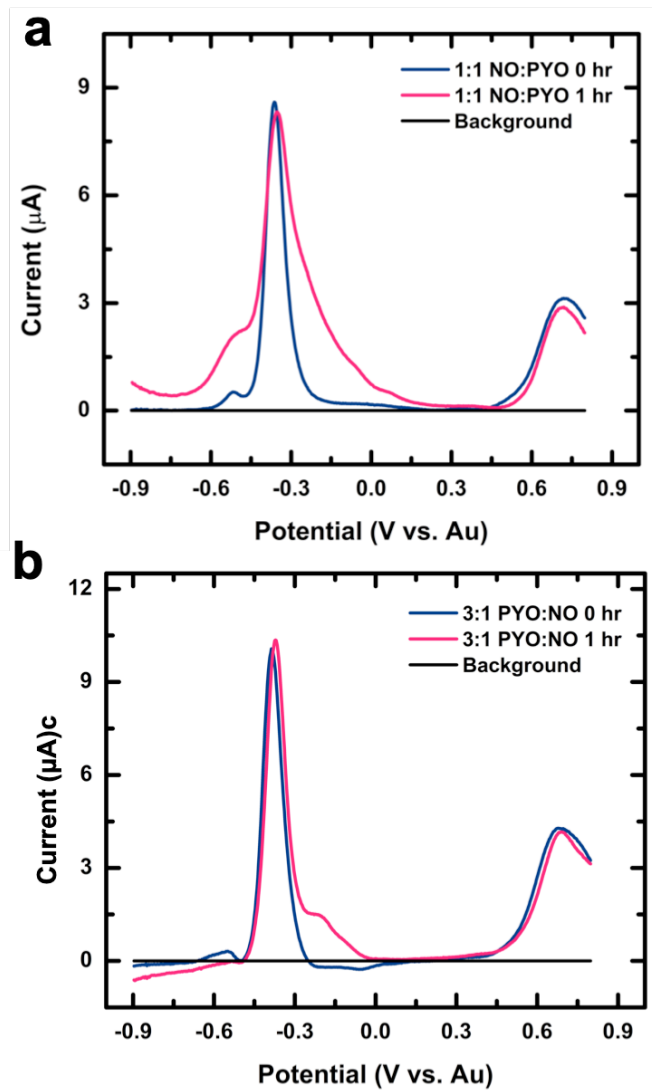 a
1:1 NO:PYO 0 hr
1:1 NO:PYO 1 hr
Background
9
6
3
0
Current (μA)
-0.9 -0.6 -0.3 0.0 0.3 0.6 0.9
Potential (V vs. Au)
b
12
3:1 PYO:NO 0 hr
3:1 PYO:NO 1 hr
Background
9
6
3
0
Current (μA)c
-0.9 -0.6 -0.3 0.0 0.3 0.6 0.9
Potential (V vs. Au)